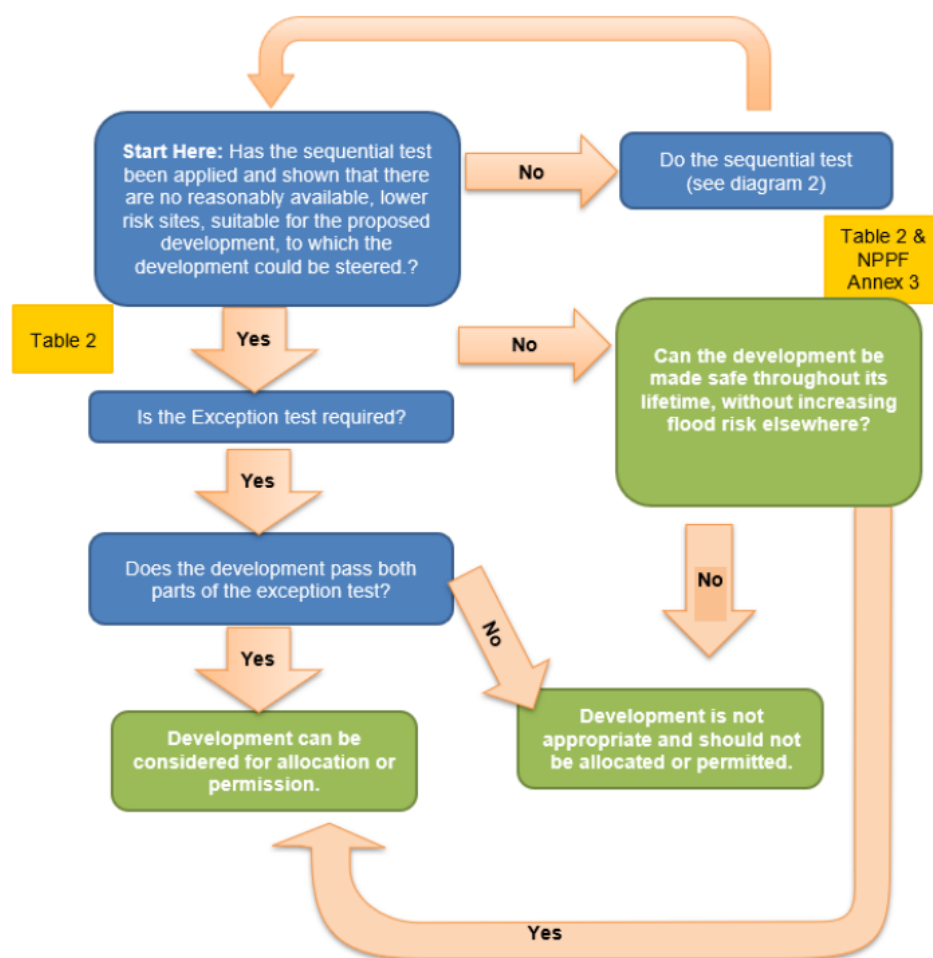 Start Here: Has the sequential test
been applied and shown that there
are no reasonably available, lower
risk sites, suitable for the proposed
development, to which the
development could be steered.?
No
Do the sequential test
(see diagram 2)
Table 2 &
NPPF
Annex 3
Table 2
Yes
No
Can the development be
made safe throughout its
lifetime, without increasing
flood risk elsewhere?
Is the Exception test required?
Yes
Does the development pass both
parts of the exception test?
No
No
Yes
Development can be
considered for allocation or
permission.
Development is not
appropriate and should not
be allocated or permitted.
Yes